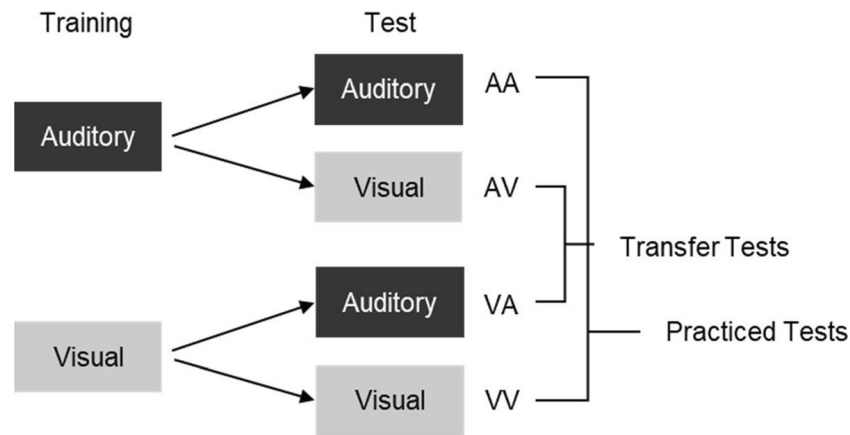 Training Test
Auditory Auditory AA
Visual AV
Transfer Tests
Auditory VA
Visual Practiced Tests
Visual VV